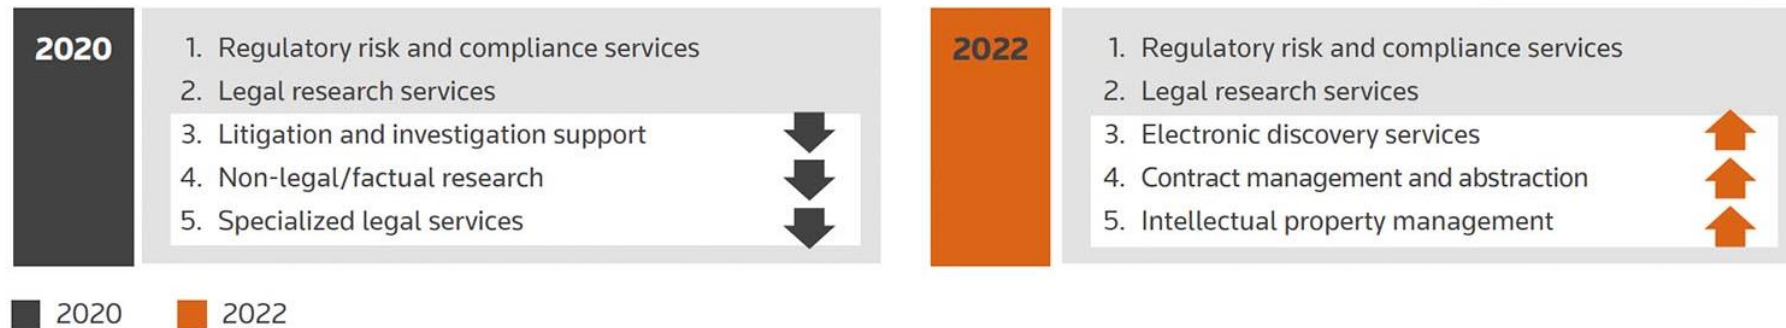 2020
1. Regulatory risk and compliance services
2. Legal research services
3. Litigation and investigation support
4. Non-legal/factual research
5. Specialized legal services
2022
1. Regulatory risk and compliance services
2. Legal research services
3. Electronic discovery services
4. Contract management and abstraction
5. Intellectual property management
2020
2022